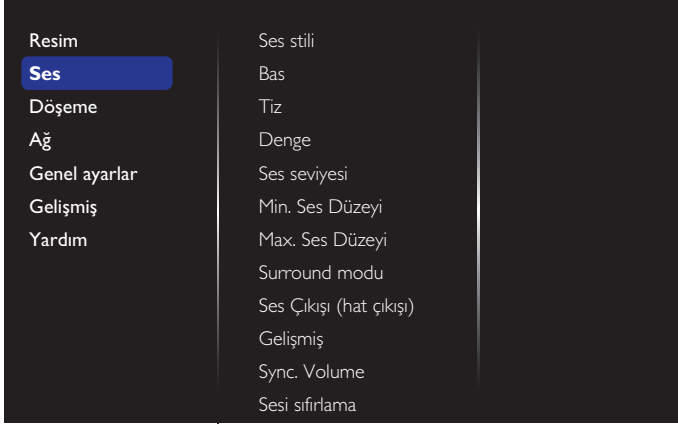 Resim
Ses
Döşeme
Ağ
Genel ayarlar
Gelişmiş
Yardım
Ses stili
Bas
Tiz
Denge
Ses seviyesi
Min. Ses Düzeyi
Max. Ses Düzeyi
Surround modu
Ses Çıkışı (hat çıkışı)
Gelişmiş
Sync. Volume
Sesi sıfırlama